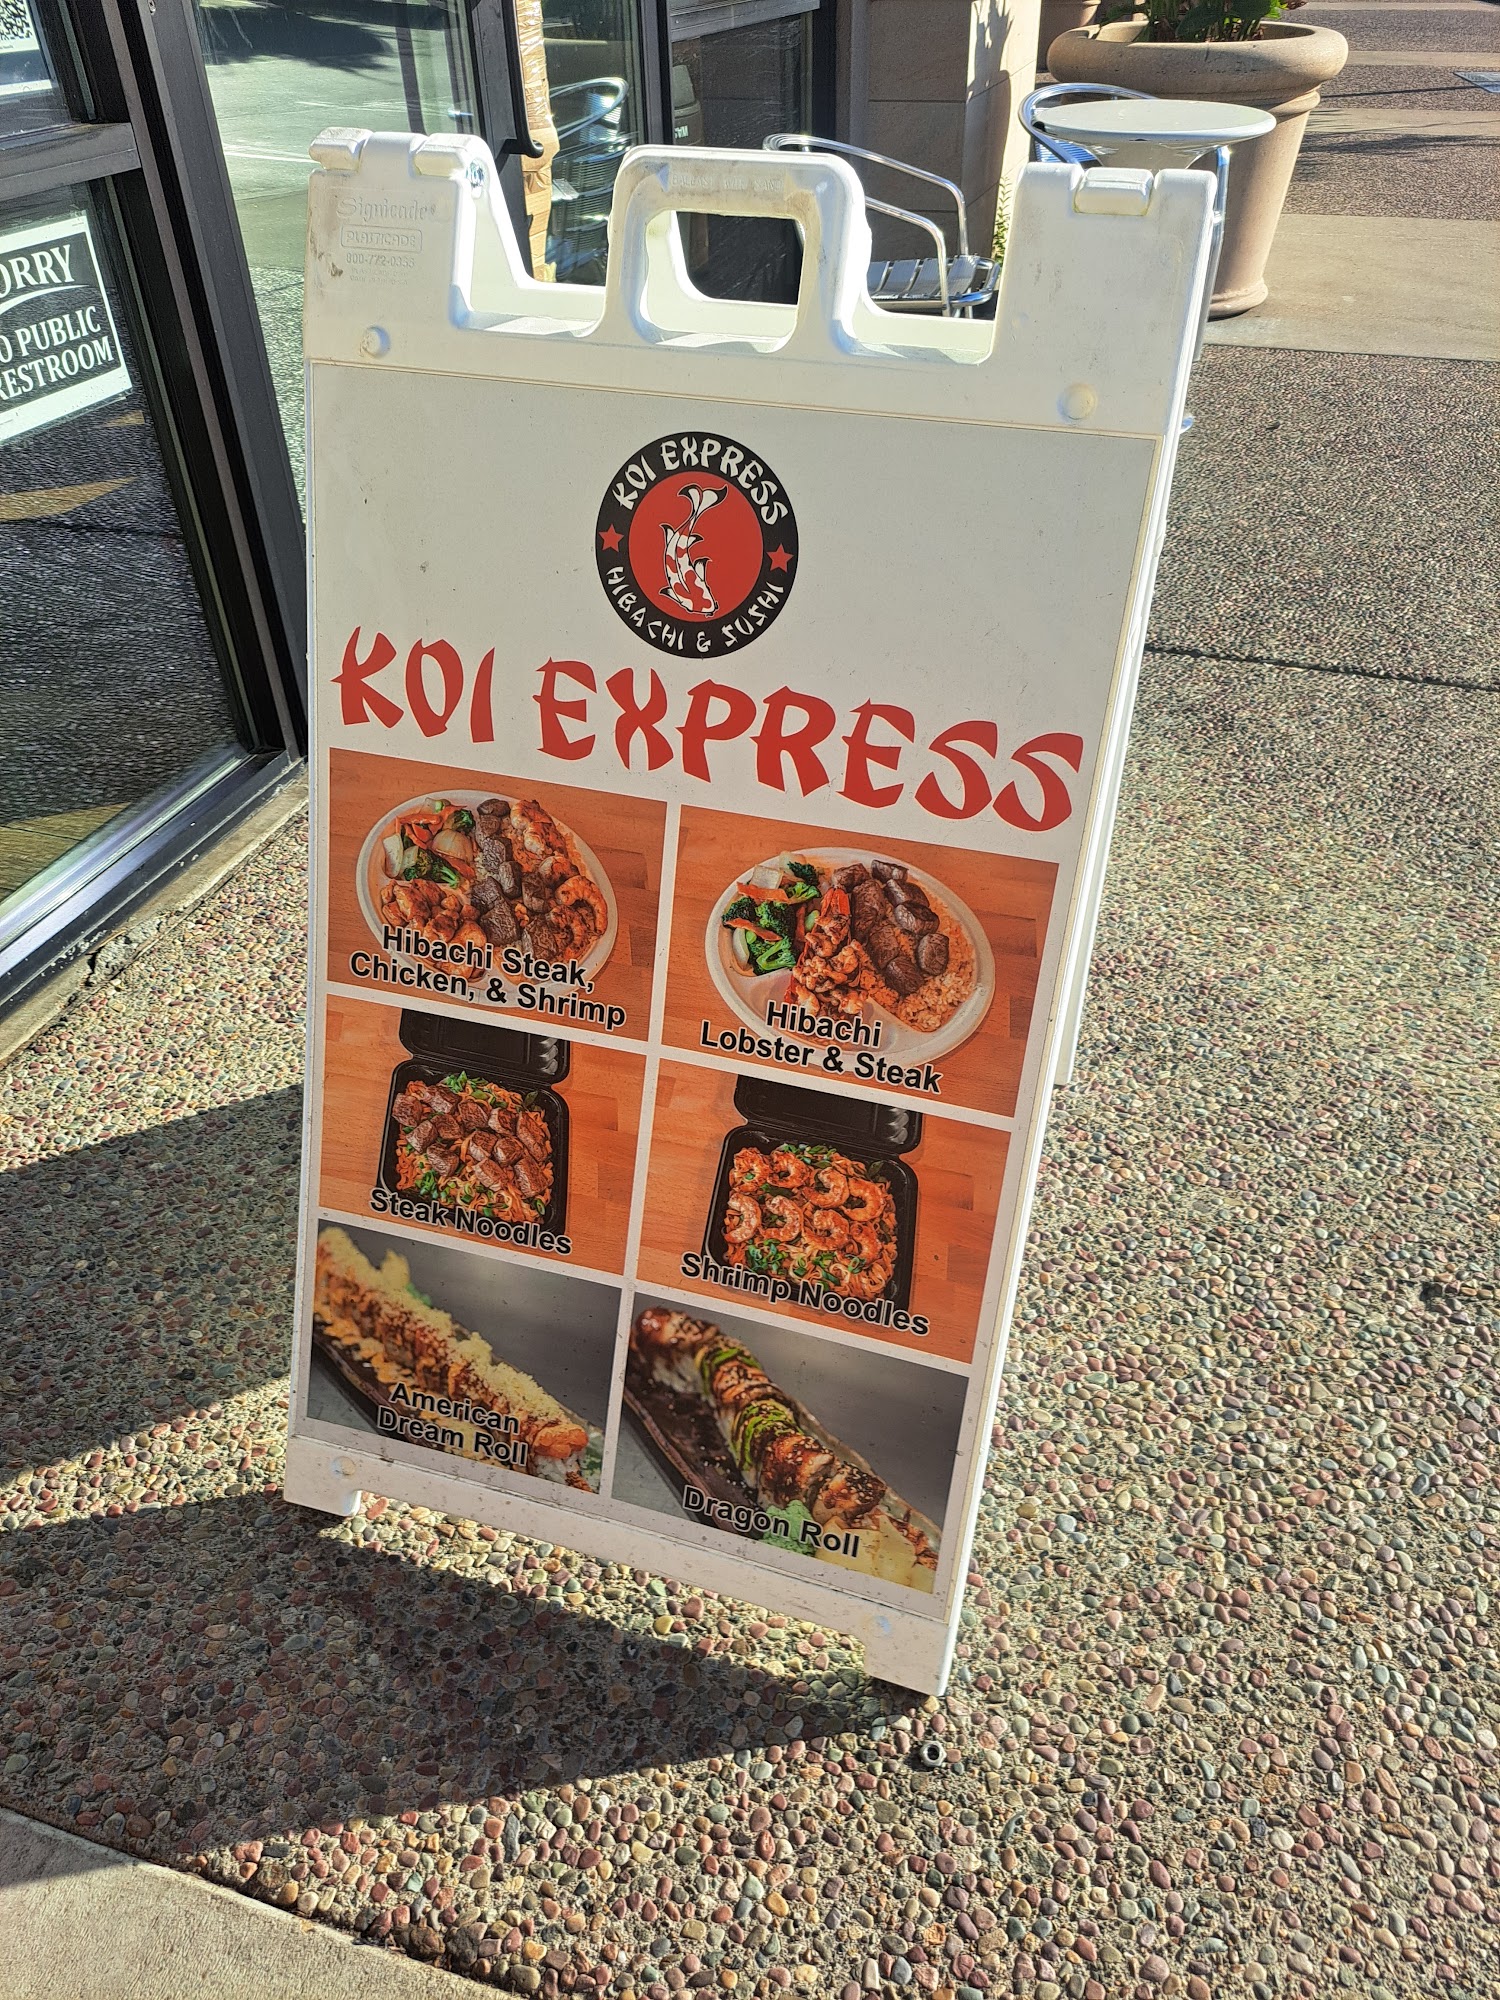 ORRY
O PUBLIC
RESTROOM
Signicade
PLASTICADE
800-772-0355
KOI EXPRESS
HIBACHI & SUSHI
KOI EXPRESS
Hibachi Steak,
Chicken, & Shrimp
Hibachi
Lobster & Steak
Steak Noodles
Shrimp Noodles
American
Dream Roll
Dragon Roll